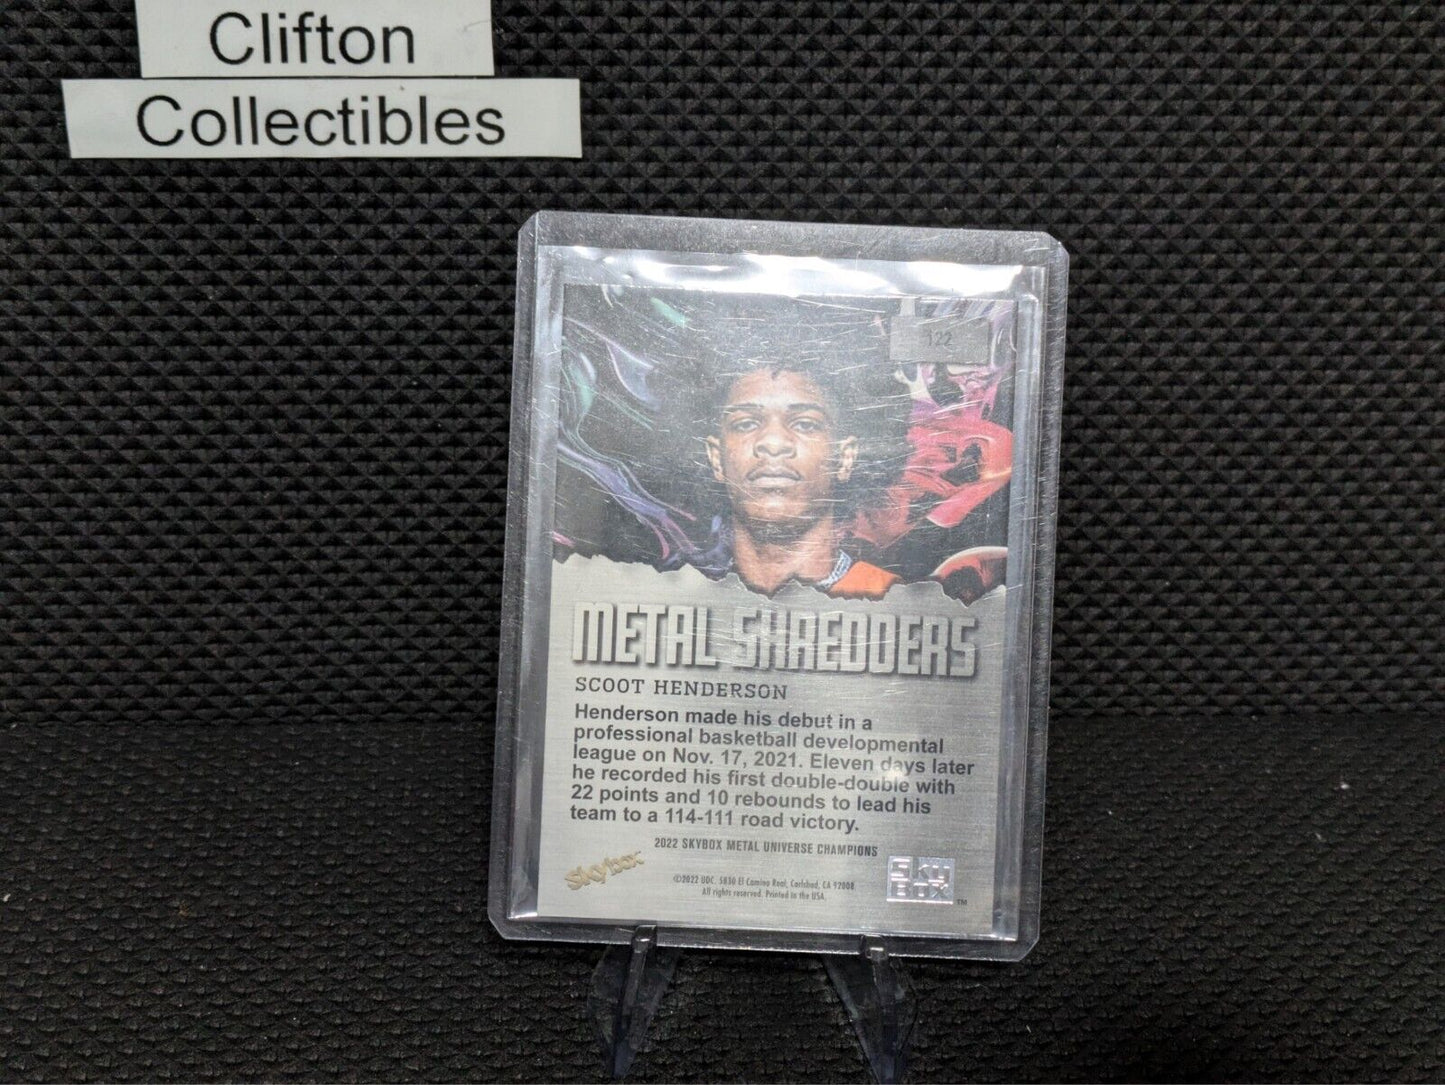 Clifton
Collectibles
122
METAL SHREDDERS
SCOOT HENDERSON
Henderson made his debut in a
professional basketball developmental
league on Nov. 17, 2021. Eleven days later
he recorded his first double-double with
22 points and 10 rebounds to lead his
team to a 114-111 road victory.
2022 SKYBOX METAL UNIVERSE CHAMPIONS
skybox
©2022 UDC. 5830 El Camino Real, Carlsbad, CA 92008.
All rights reserved. Printed in the USA.
SKY
BOX
™